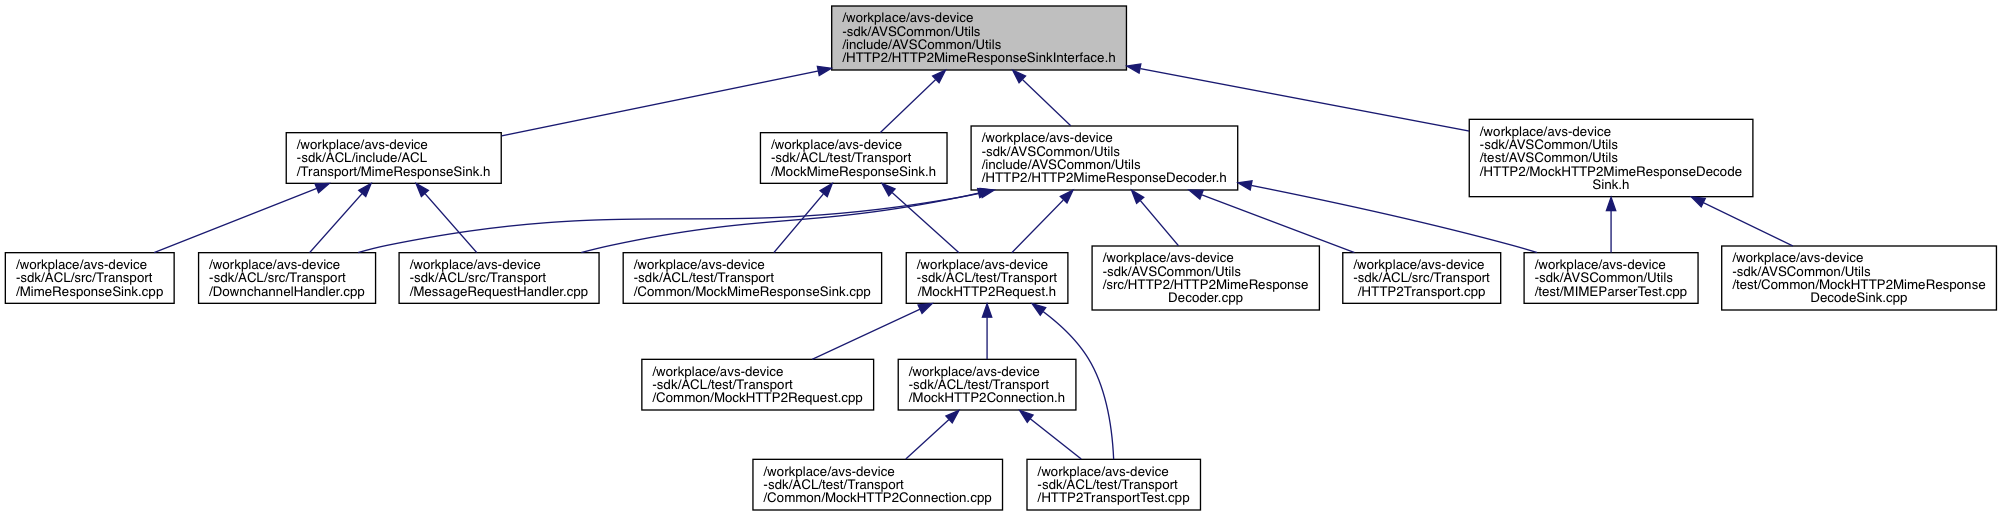 /workplace/avs-device
-sdk/AVSCommon/Utils
/include/AVSCommon/Utils
/HTTP2/HTTP2MimeResponseSinkInterface.h
/workplace/avs-device
-sdk/ACL/include/ACL
/Transport/MimeResponseSink.h
/workplace/avs-device
-sdk/ACL/test/Transport
/MockMimeResponseSink.h
/workplace/avs-device
-sdk/AVSCommon/Utils
/include/AVSCommon/Utils
/HTTP2/HTTP2MimeResponseDecoder.h
/workplace/avs-device
-sdk/AVSCommon/Utils
/test/AVSCommon/Utils
/HTTP2/MockHTTP2MimeResponseDecode
Sink.h
/workplace/avs-device
-sdk/ACL/src/Transport
/MimeResponseSink.cpp
/workplace/avs-device
-sdk/ACL/src/Transport
/DownchannelHandler.cpp
/workplace/avs-device
-sdk/ACL/src/Transport
/MessageRequestHandler.cpp
/workplace/avs-device
-sdk/ACL/test/Transport
/Common/MockMimeResponseSink.cpp
/workplace/avs-device
-sdk/ACL/test/Transport
/MockHTTP2Request.h
/workplace/avs-device
-sdk/AVSCommon/Utils
/src/HTTP2/HTTP2MimeResponse
Decoder.cpp
/workplace/avs-device
-sdk/ACL/src/Transport
/HTTP2Transport.cpp
/workplace/avs-device
-sdk/AVSCommon/Utils
/test/MIMEParserTest.cpp
/workplace/avs-device
-sdk/AVSCommon/Utils
/test/Common/MockHTTP2MimeResponse
DecodeSink.cpp
/workplace/avs-device
-sdk/ACL/test/Transport
/Common/MockHTTP2Request.cpp
/workplace/avs-device
-sdk/ACL/test/Transport
/MockHTTP2Connection.h
/workplace/avs-device
-sdk/ACL/test/Transport
/Common/MockHTTP2Connection.cpp
/workplace/avs-device
-sdk/ACL/test/Transport
/HTTP2TransportTest.cpp